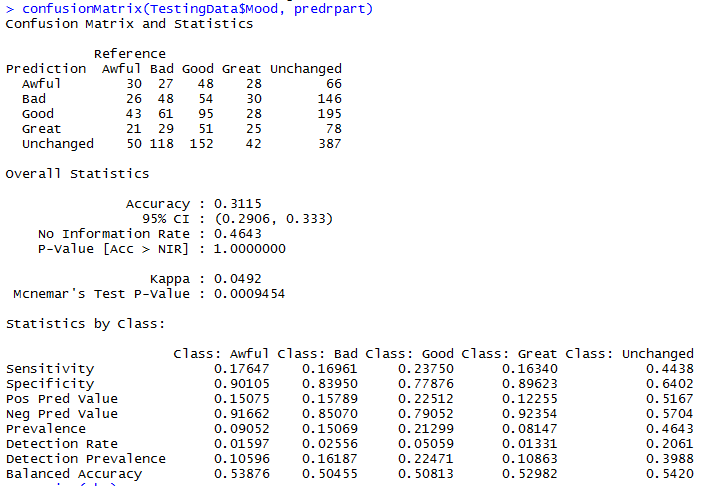 > confusionMatrix(TestingData$Mood, predrpart)
Confusion Matrix and Statistics
Reference
Prediction Awful Bad Good Great Unchanged
Awful 30 27 48 28 66
Bad 26 48 54 30 146
Good 43 61 95 28 195
Great 21 29 51 25 78
Unchanged 50 118 152 42 387
Overall Statistics
Accuracy : 0.3115
95% CI : (0.2906, 0.333)
No Information Rate : 0.4643
P-Value [Acc > NIR] : 1.0000000
Kappa : 0.0492
Mcnemar's Test P-Value : 0.0009454
Statistics by Class:
Class: Awful Class: Bad Class: Good Class: Great Class: Unchanged
Sensitivity 0.17647 0.16961 0.23750 0.16340 0.4438
Specificity 0.90105 0.83950 0.77876 0.89623 0.6402
Pos Pred Value 0.15075 0.15789 0.22512 0.12255 0.5167
Neg Pred Value 0.91662 0.85070 0.79052 0.92354 0.5704
Prevalence 0.09052 0.15069 0.21299 0.08147 0.4643
Detection Rate 0.01597 0.02556 0.05059 0.01331 0.2061
Detection Prevalence 0.10596 0.16187 0.22471 0.10863 0.3988
Balanced Accuracy 0.53876 0.50455 0.50813 0.52982 0.5420